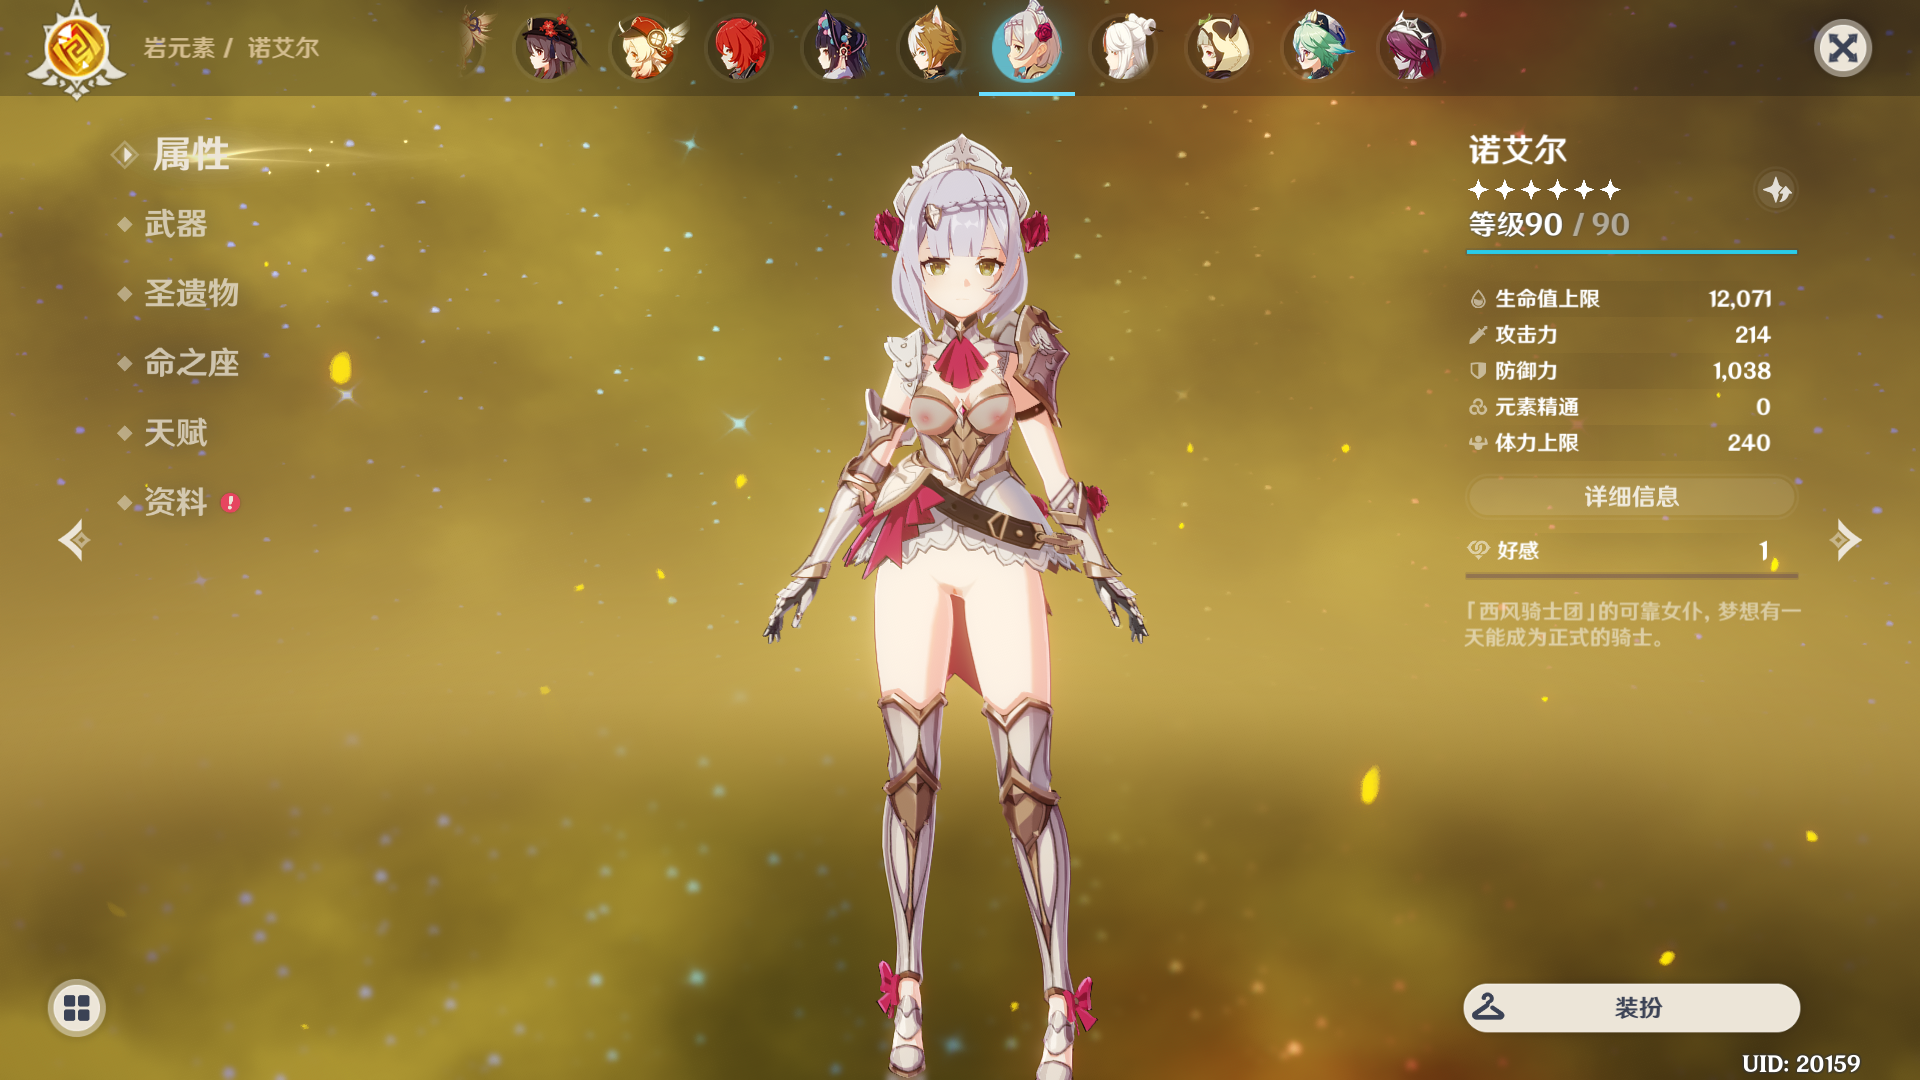 岩元素 / 诺艾尔
属性
武器
圣遗物
命之座
天赋
资料
诺艾尔
等级90 / 90
生命值上限 12,071
攻击力 214
防御力 1,038
元素精通 0
体力上限 240
详细信息
好感 1
「西风骑士团」的可靠女仆, 梦想有一
天能成为正式的骑士。
装扮
UID: 20159